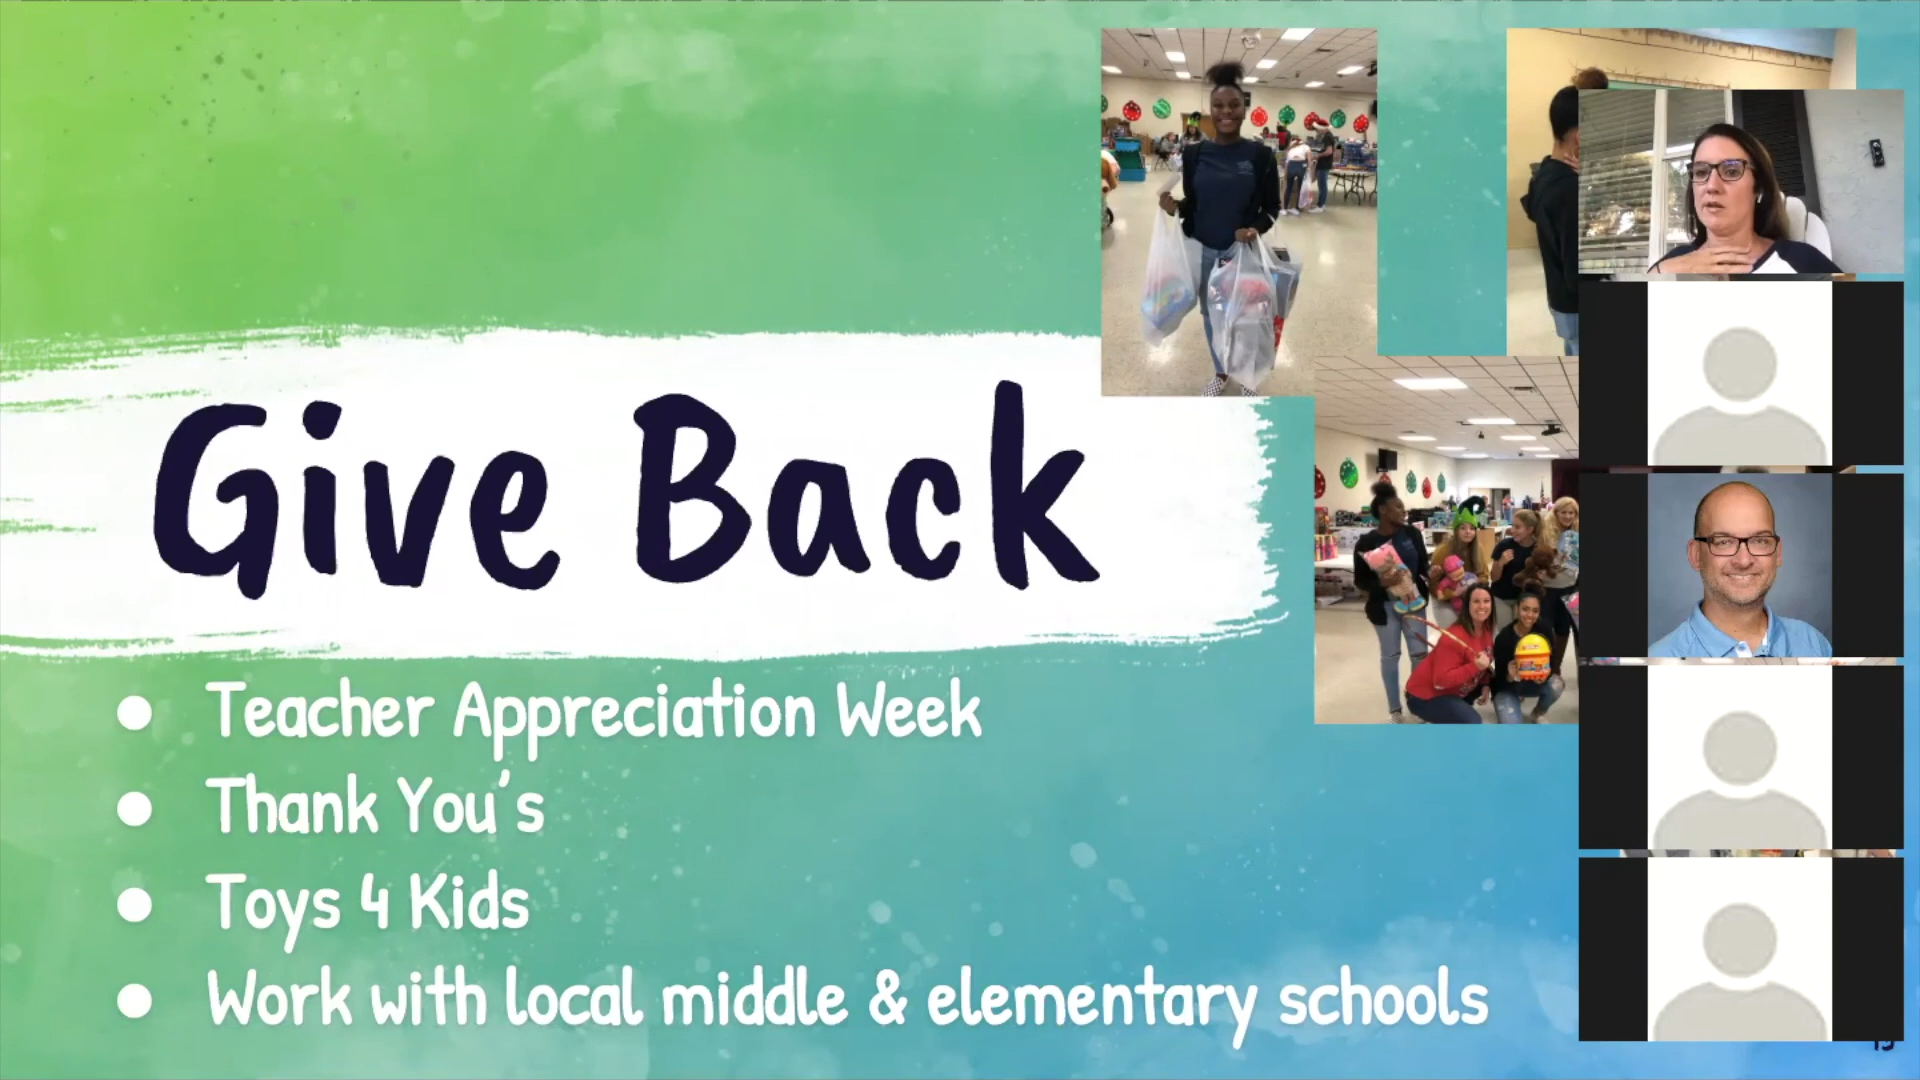 Give Back
● Teacher Appreciation Week
● Thank You's
● Toys 4 Kids
● Work with local middle & elementary schools